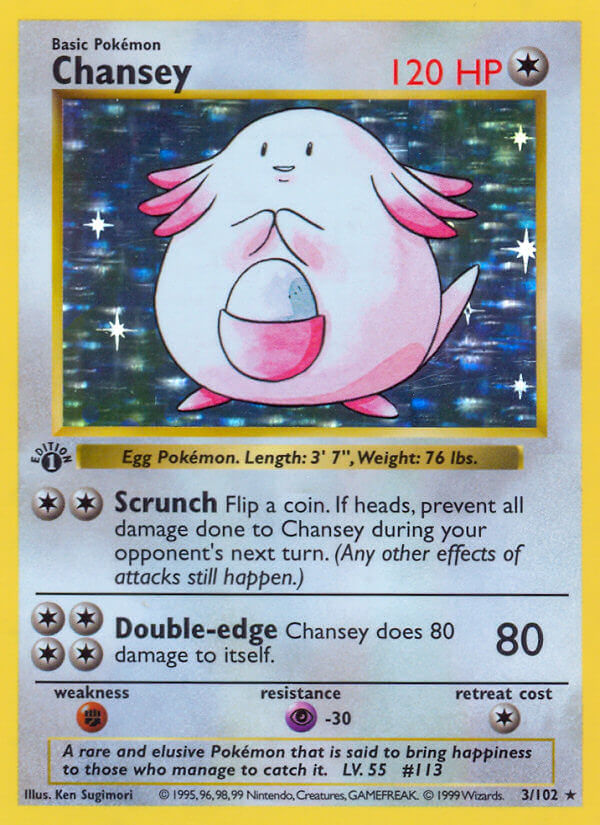 Basic Pokémon
Chansey
120 HP
EDITION
1
Egg Pokémon. Length: 3' 7", Weight: 76 lbs.
Scrunch Flip a coin. If heads, prevent all
damage done to Chansey during your
opponent's next turn. (Any other effects of
attacks still happen.)
Double-edge Chansey does 80
damage to itself.
80
weakness
resistance
retreat cost
-30
A rare and elusive Pokémon that is said to bring happiness
to those who manage to catch it. LV. 55 #113
Illus. Ken Sugimori
© 1995, 96, 98, 99 Nintendo, Creatures, GAMEFREAK. © 1999 Wizards.
3/102 ★